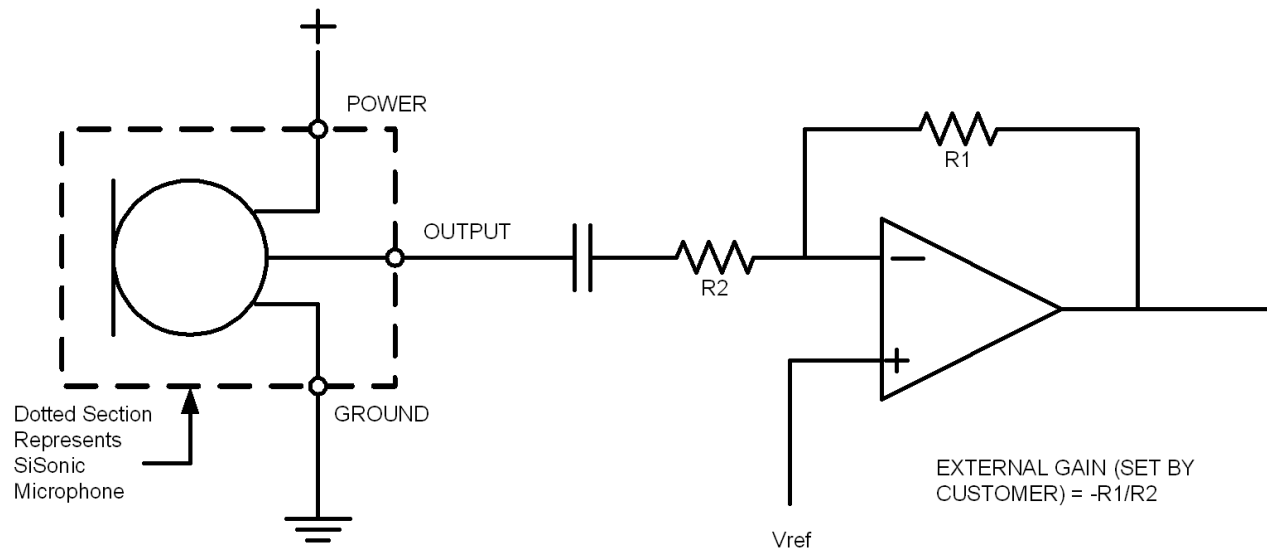 POWER
R1
OUTPUT
R2
GROUND
Dotted Section
Represents
SiSonic
Microphone
EXTERNAL GAIN (SET BY
CUSTOMER) = -R1/R2
Vref